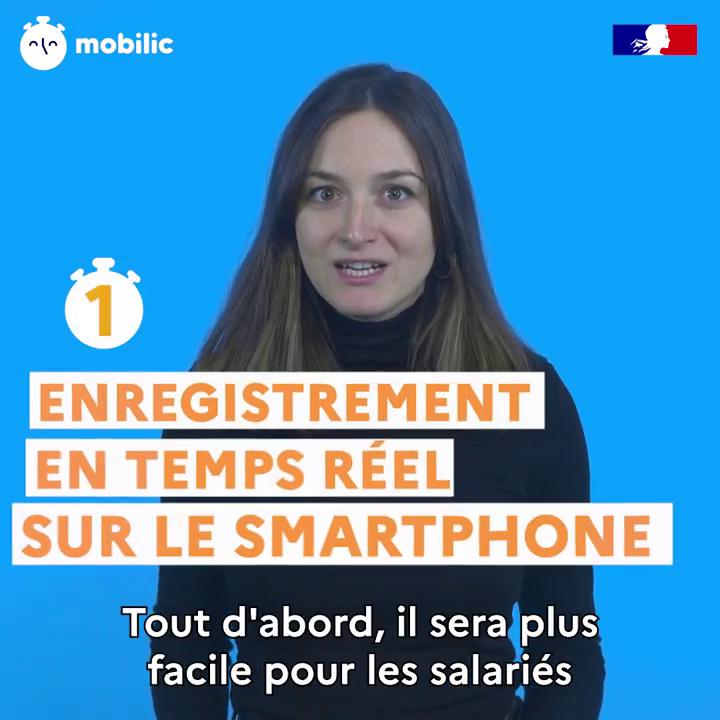 mobilic
1
ENREGISTREMENT
EN TEMPS RÉEL
SUR LE SMARTPHONE
Tout d'abord, il sera plus
facile pour les salariés